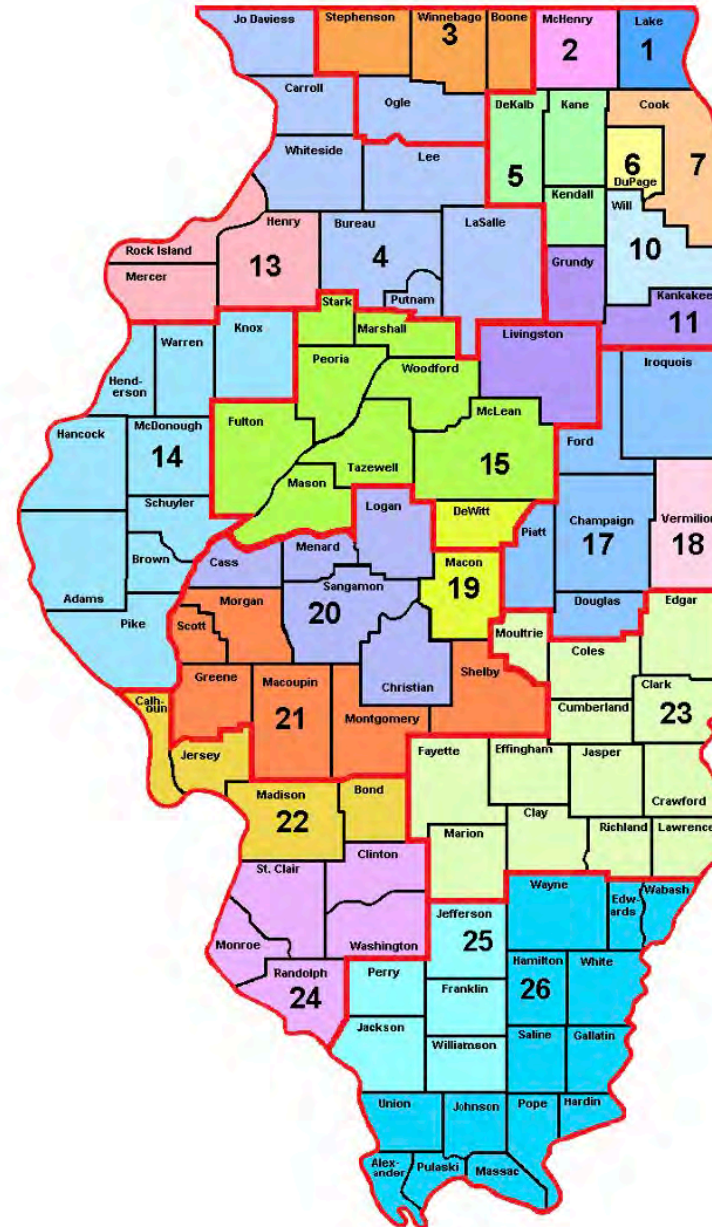 Jo Daviess
Stephenson
Winnebago
Boone
McHenry
Lake
3
2
1
Carroll
Ogle
DeKalb
Kane
Cook
Whiteside
Lee
5
6
DuPage
7
Kendall
Will
Henry
Bureau
LaSalle
Rock Island
13
4
10
Mercer
Putnam
Grundy
Kankakee
11
Stark
Marshall
Livingston
Knox
Warren
Iroquois
Peoria
Woodford
Hend-
erson
McLean
Hancock
McDonough
Fulton
Ford
14
Tazewell
15
Mason
Schuyler
Logan
DeWitt
Piatt
Champaign
Vermilion
17
18
Brown
Menard
Cass
Macon
Sangamon
19
Adams
20
Morgan
Douglas
Edgar
Pike
Scott
Moultrie
Coles
Greene
Macoupin
Christian
Shelby
Clark
Calh-
oun
21
Montgomery
Cumberland
23
Jersey
Fayette
Effingham
Jasper
Madison
Bond
Crawford
22
Clay
Marion
Richland
Lawrence
Clinton
St. Clair
Wayne
Wabash
Edw-
ards
Jefferson
Monroe
Washington
25
Randolph
Perry
Hamilton
White
24
Franklin
26
Jackson
Williamson
Saline
Gallatin
Union
Johnson
Pope
Hardin
Alex-
ander
Pulaski
Massac